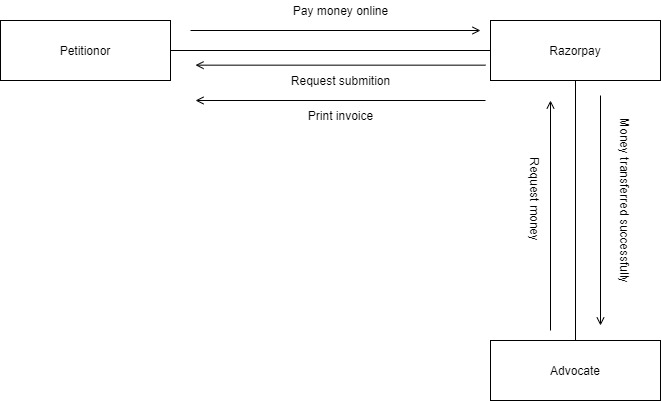 Pay money online
Petitionor
Razorpay
Request submition
Print invoice
Request money
Money transferred successfully
Advocate